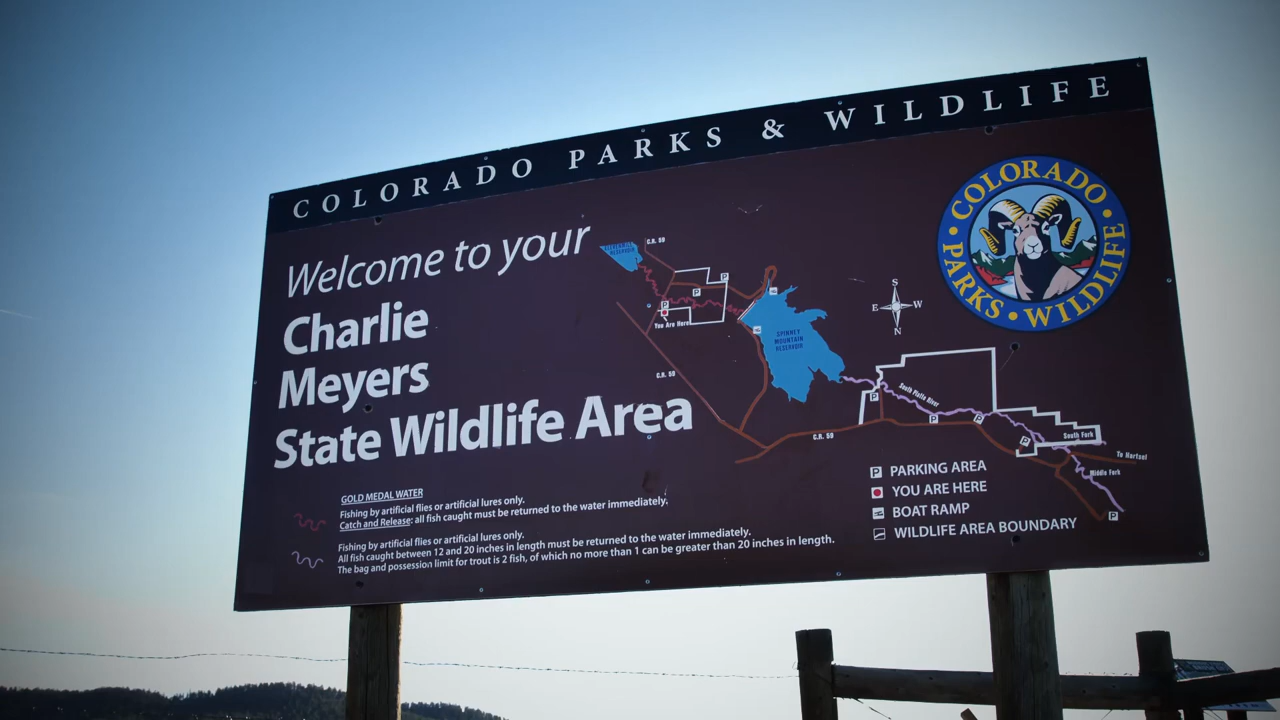 COLORADO PARKS & WILDLIFE
Welcome to your
Charlie
Meyers
State Wildlife Area
GOLD MEDAL WATER
Fishing by artificial flies or artificial lures only.
Catch and Release: all fish caught must be returned to the water immediately.
Fishing by artificial flies or artificial lures only.
All fish caught between 12 and 20 inches in length must be returned to the water immediately.
The bag and possession limit for trout is 2 fish, of which no more than 1 can be greater than 20 inches in length.
RESERVOIR
C.R. 59
P
P
P
You Are Here
C.R. 59
SPINNEY
MOUNTAIN
RESERVOIR
S
E W
N
COLORADO
PARKS • WILDLIFE
P
South Platte River
P
P
P
C.R. 59
South Fork
To Hartsel
Middle Fork
P
P PARKING AREA
YOU ARE HERE
BOAT RAMP
WILDLIFE AREA BOUNDARY